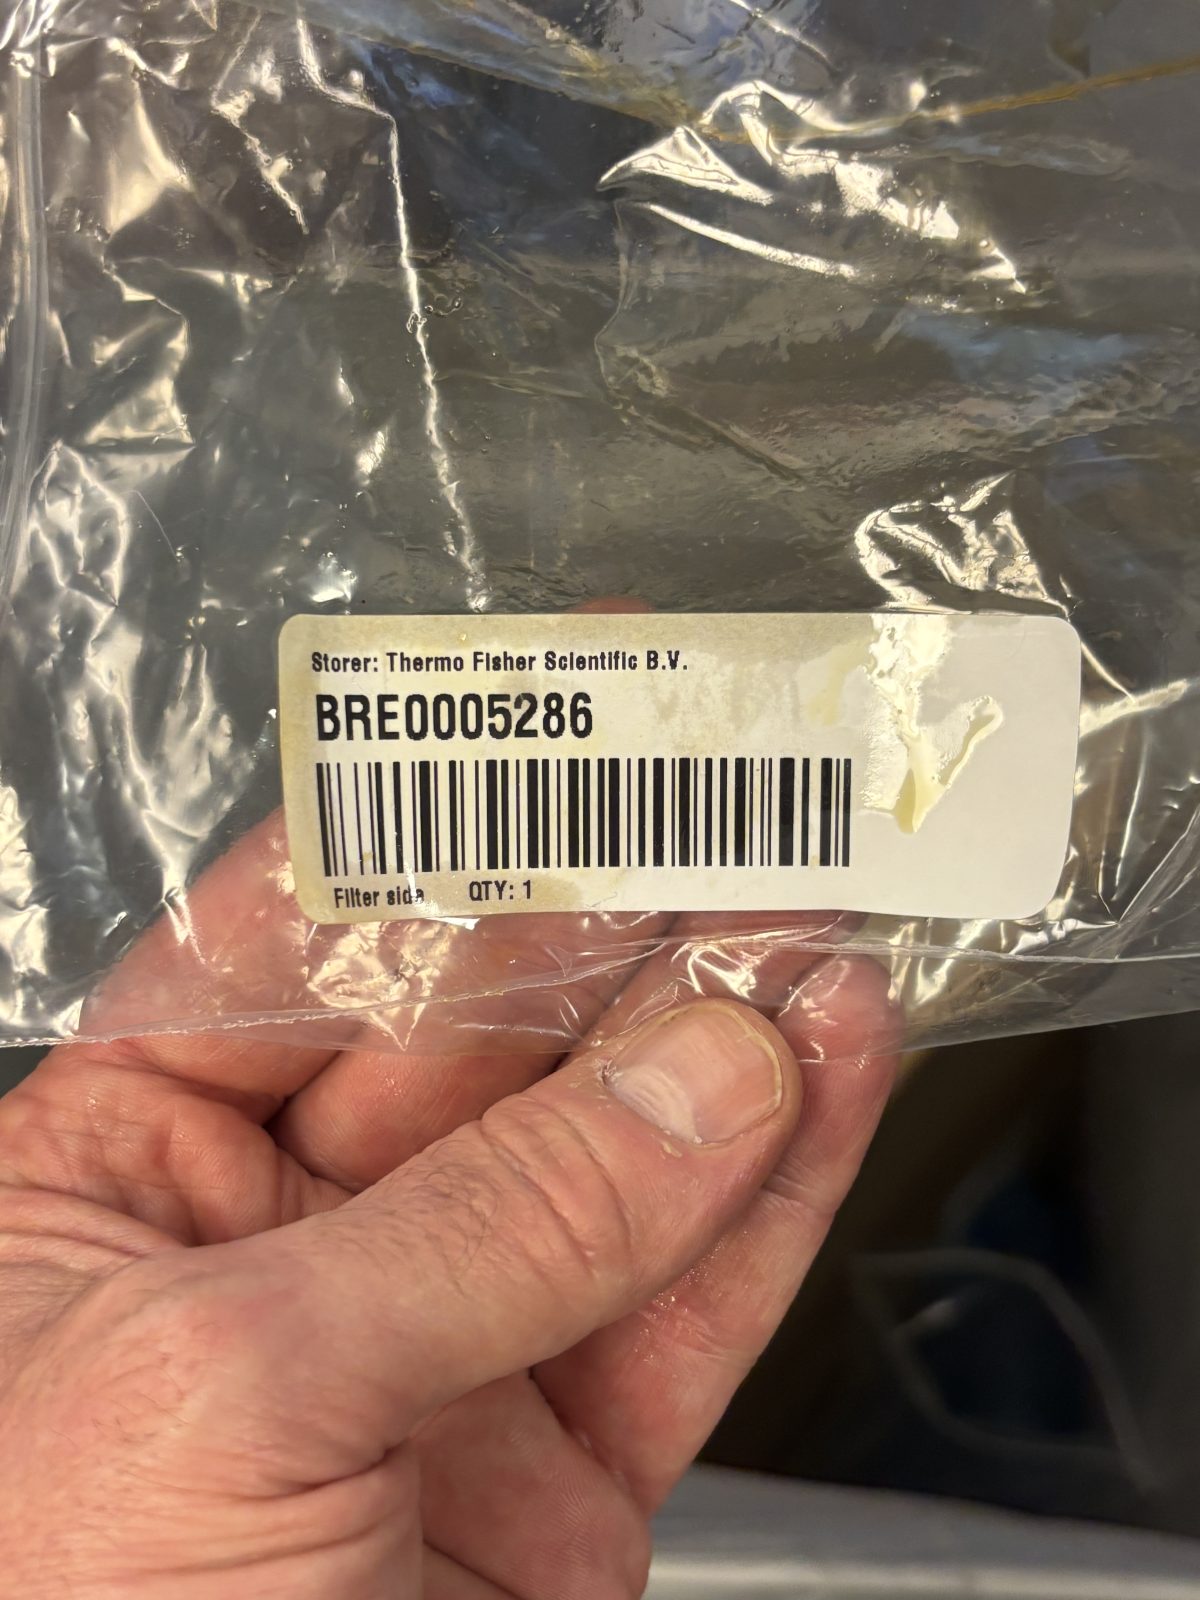 Storer: Thermo Fisher Scientific B.V.
BRE0005286
Filter side QTY: 1